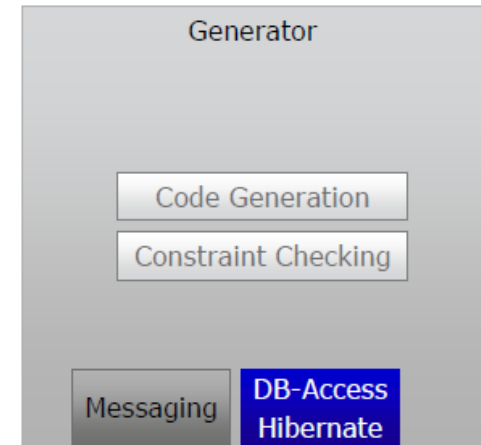 Generator
Code Generation
Constraint Checking
Messaging
DB-Access
Hibernate